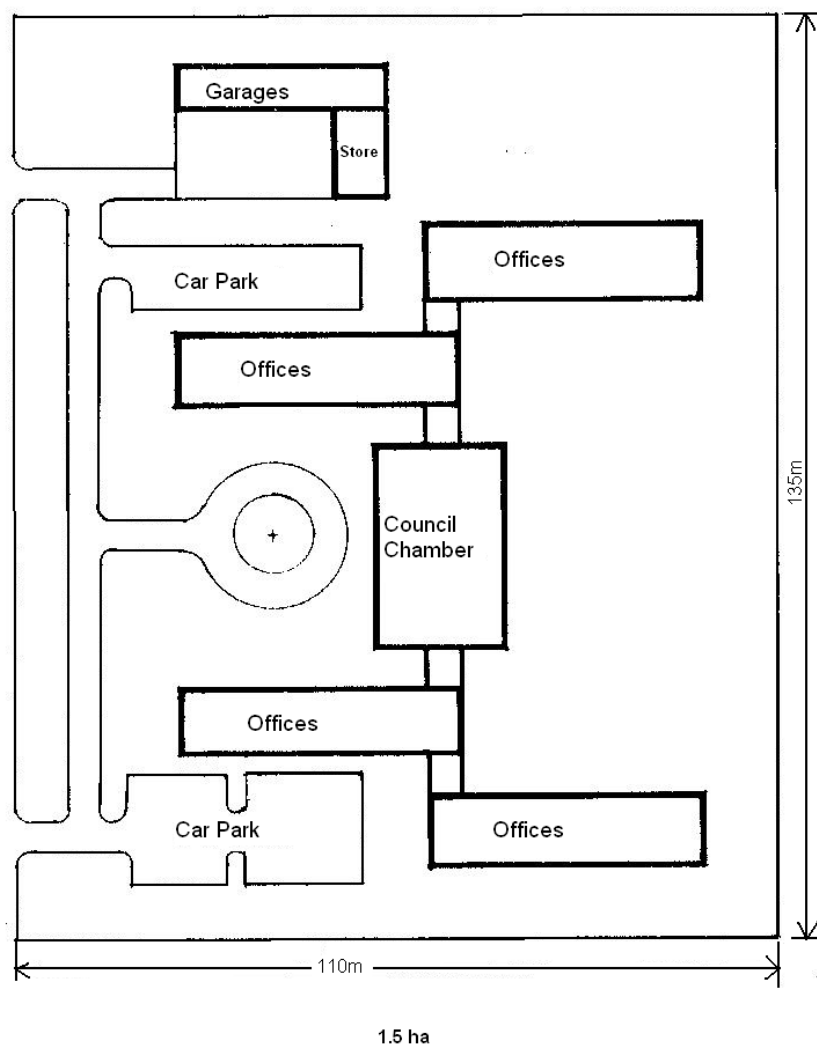 Garages
Store
Offices
Car Park
Offices
Council
Chamber
135m
Offices
Car Park
Offices
110m
1.5 ha